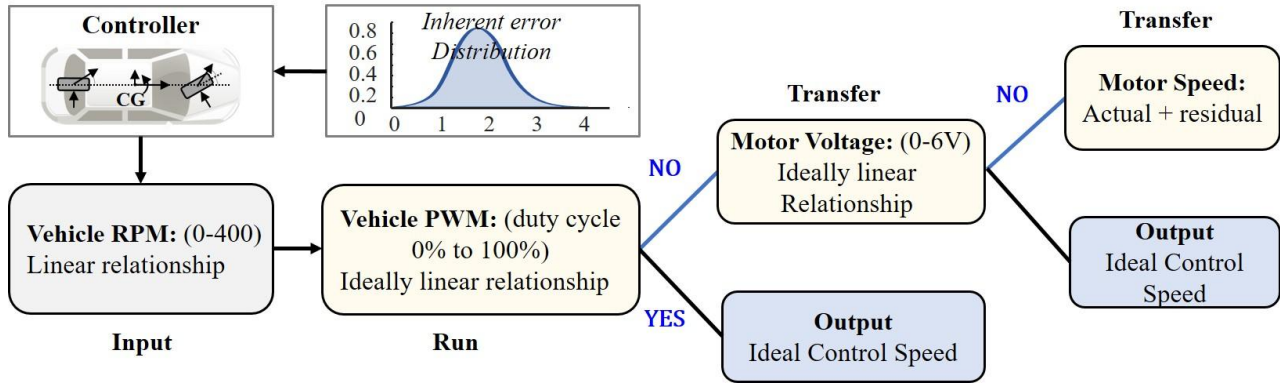 Controller
CG
Inherent error
Distribution
0.8
0.6
0.4
0.2
0
0 1 2 3 4
Vehicle RPM: (0-400)
Linear relationship
Input
Vehicle PWM: (duty cycle
0% to 100%)
Ideally linear relationship
Run
NO
YES
Transfer
Motor Voltage: (0-6V)
Ideally linear
Relationship
Output
Ideal Control Speed
NO
Transfer
Motor Speed:
Actual + residual
Output
Ideal Control
Speed